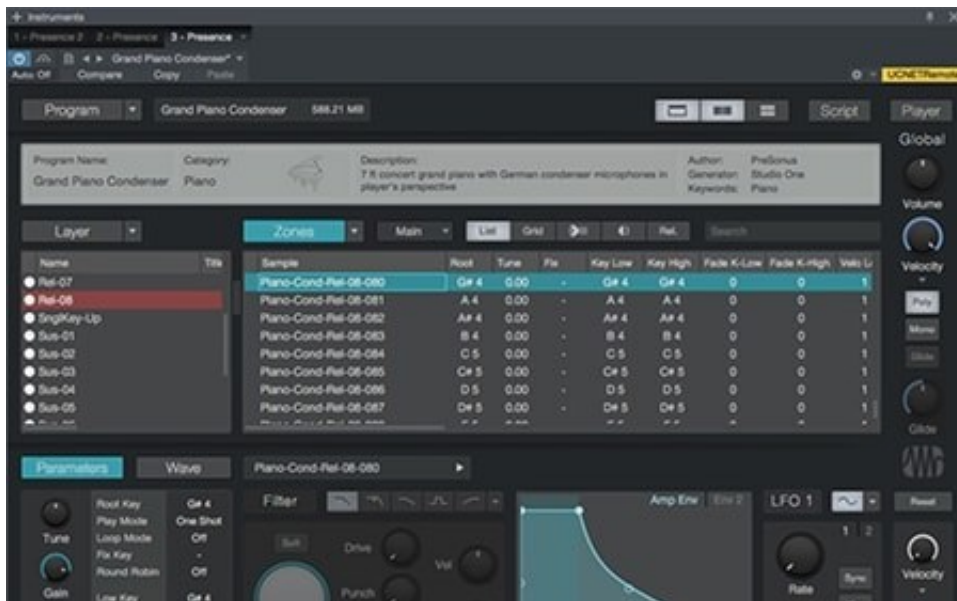 Instruments
1 - Presence 2 2 - Presence 3 - Presence
Grand Piano Condenser*
Auto: Off Compare Copy Paste
UCNETRemote
Program Grand Piano Condenser 588.21 MB Script Player
Global
Program Name: Category: Description: Author: PreSonus
Grand Piano Condenser Piano 7 ft concert grand piano with German condenser microphones in player's perspective Generator: Studio One
Keywords: Piano
Volume
Layer Zones Main List Grid Rel. Search
Velocity
Name Title Sample Root Tune Fix Key Low Key High Fade K-Low Fade K-High
Rel-07 Piano-Cond-Rel-08-080 G# 4 0.00 - G# 4 G# 4 0 0 1
Rel-08 Piano-Cond-Rel-08-081 A 4 0.00 - A 4 A 4 0 0 1
SnglKey-Up Piano-Cond-Rel-08-082 A# 4 0.00 - A# 4 A# 4 0 0 1
Sus-01 Piano-Cond-Rel-08-083 B 4 0.00 - B 4 B 4 0 0 1
Sus-02 Piano-Cond-Rel-08-084 C 5 0.00 - C 5 C 5 0 0 1
Sus-03 Piano-Cond-Rel-08-085 C# 5 0.00 - C# 5 C# 5 0 0 1
Sus-04 Piano-Cond-Rel-08-086 D 5 0.00 - D 5 D 5 0 0 1
Sus-05 Piano-Cond-Rel-08-087 D# 5 0.00 - D# 5 D# 5 0 0 1
Poly
Mono
Glide
Glide
Parameters Wave Piano-Cond-Rel-08-080
Filter Amp Env Env 2 LFO 1 Reset
Root Key G# 4
Play Mode One Shot
Loop Mode Off
Fix Key -
Round Robin Off
Low Key G# 4
Tune
Gain
Soft Drive Vel
Punch
1 2
Rate Sync
Velocity